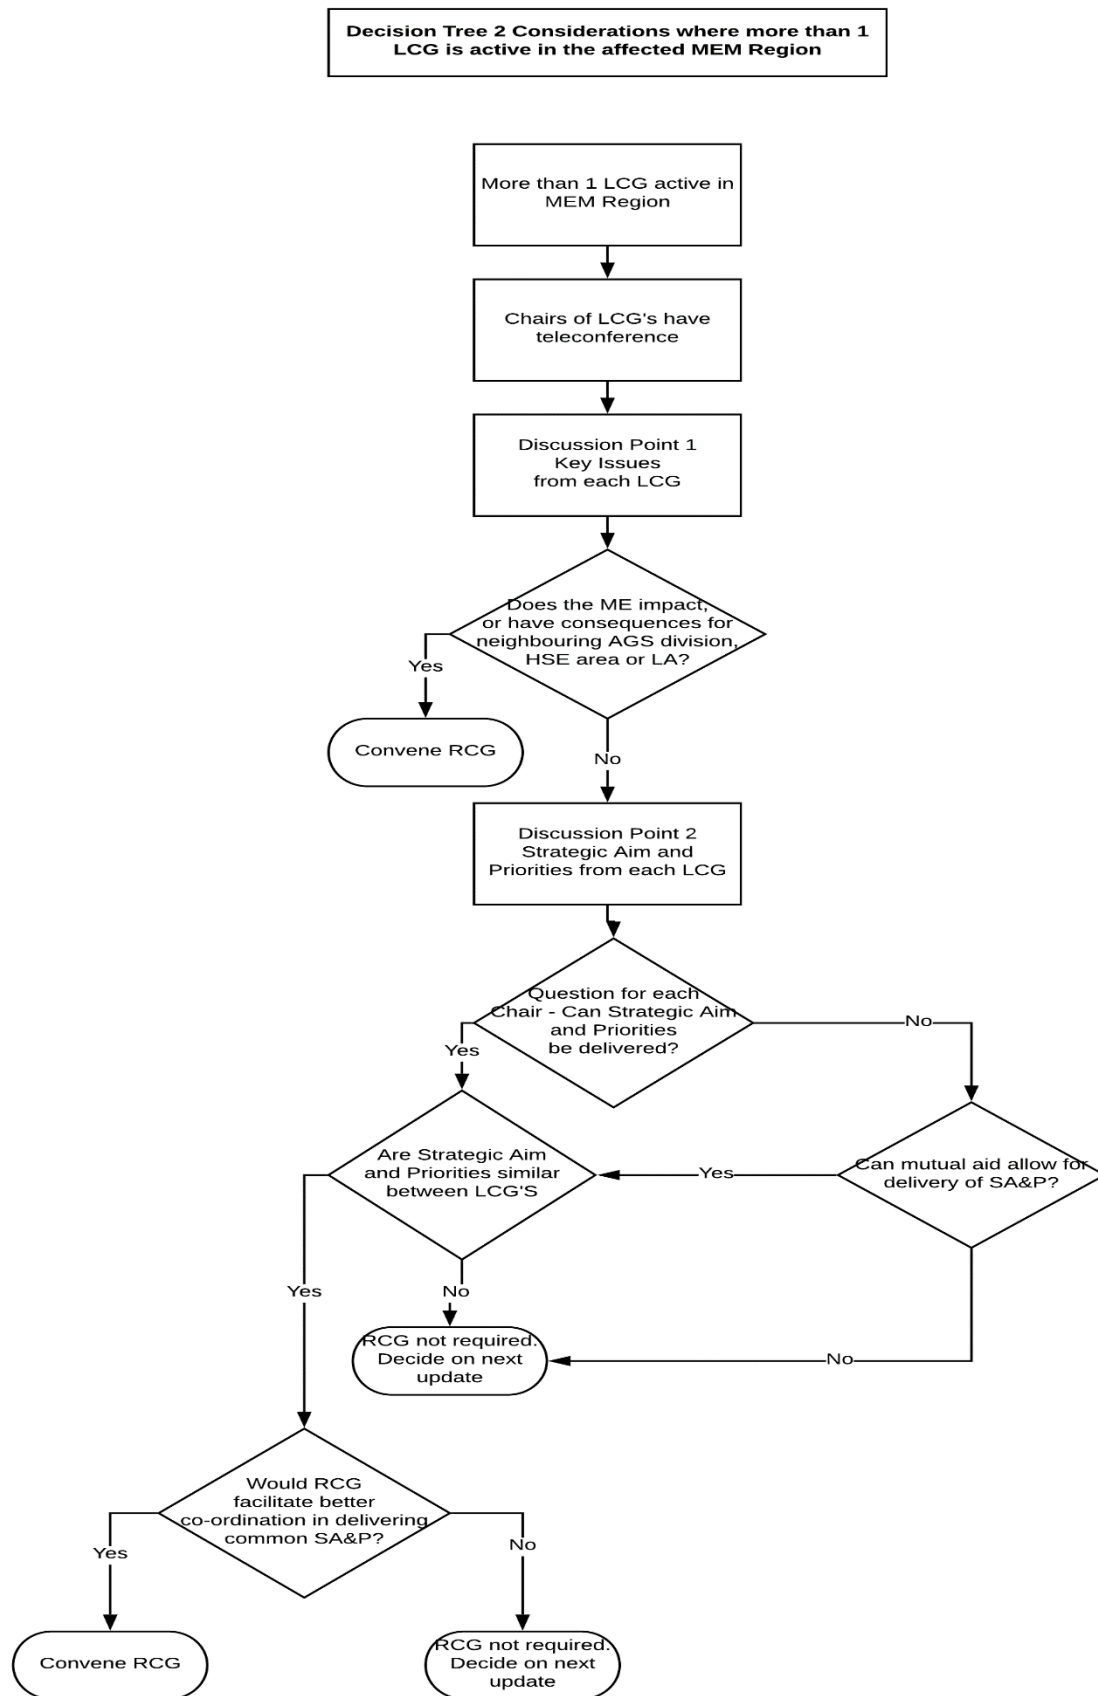 Decision Tree 2 Considerations where more than 1
LCG is active in the affected MEM Region
More than 1 LCG active in
MEM Region
Chairs of LCG's have
teleconference
Discussion Point 1
Key Issues
from each LCG
Does the ME impact,
or have consequences for
neighbouring AGS division,
HSE area or LA?
Yes
Convene RCG
No
Discussion Point 2
Strategic Aim and
Priorities from each LCG
Question for each
Chair - Can Strategic Aim
and Priorities
be delivered?
No
Yes
Are Strategic Aim
and Priorities similar
between LCG'S
Yes
Can mutual aid allow for
delivery of SA&P?
Yes
No
RCG not required.
Decide on next
update
No
Would RCG
facilitate better
co-ordination in delivering
common SA&P?
Yes
No
Convene RCG
RCG not required.
Decide on next
update